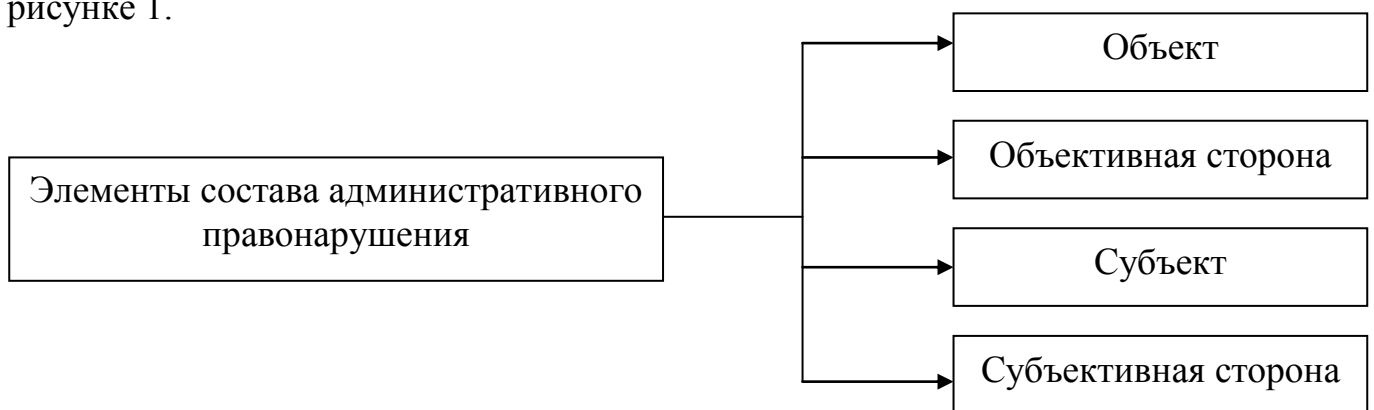 рисунке 1.
Объект
Объективная сторона
Элементы состава административного
правонарушения
Субъект
Субъективная сторона